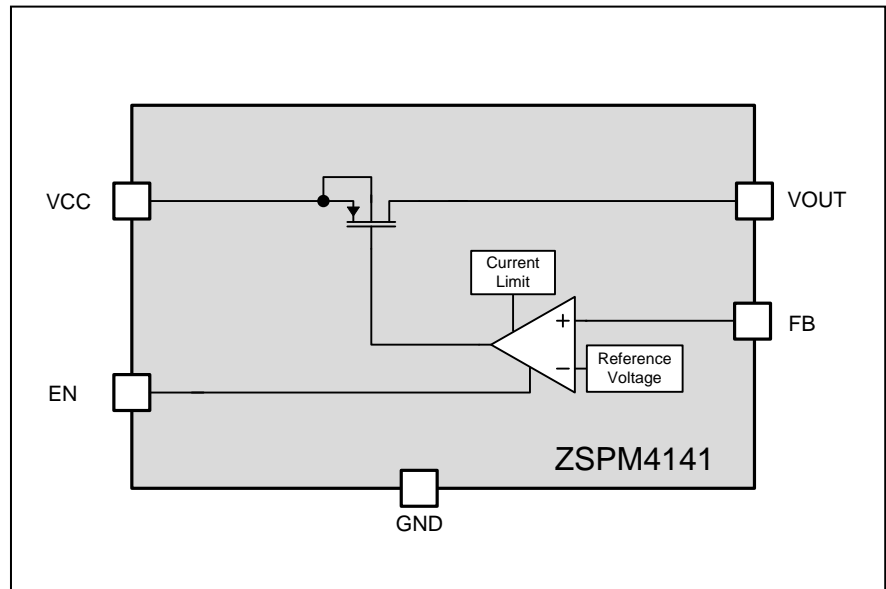 VCC
VOUT
Current
Limit
+
FB
Reference
Voltage
−
EN
ZSPM4141
GND